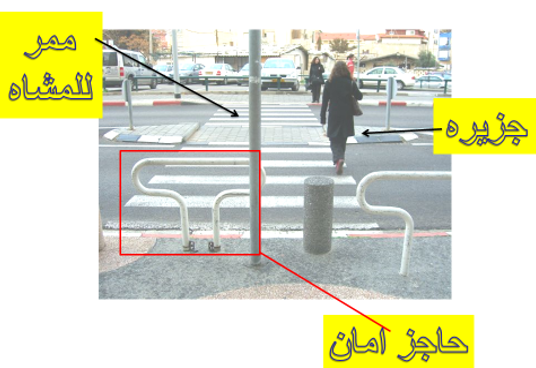 ممر
للمشاه
جزيره
حاجز امان